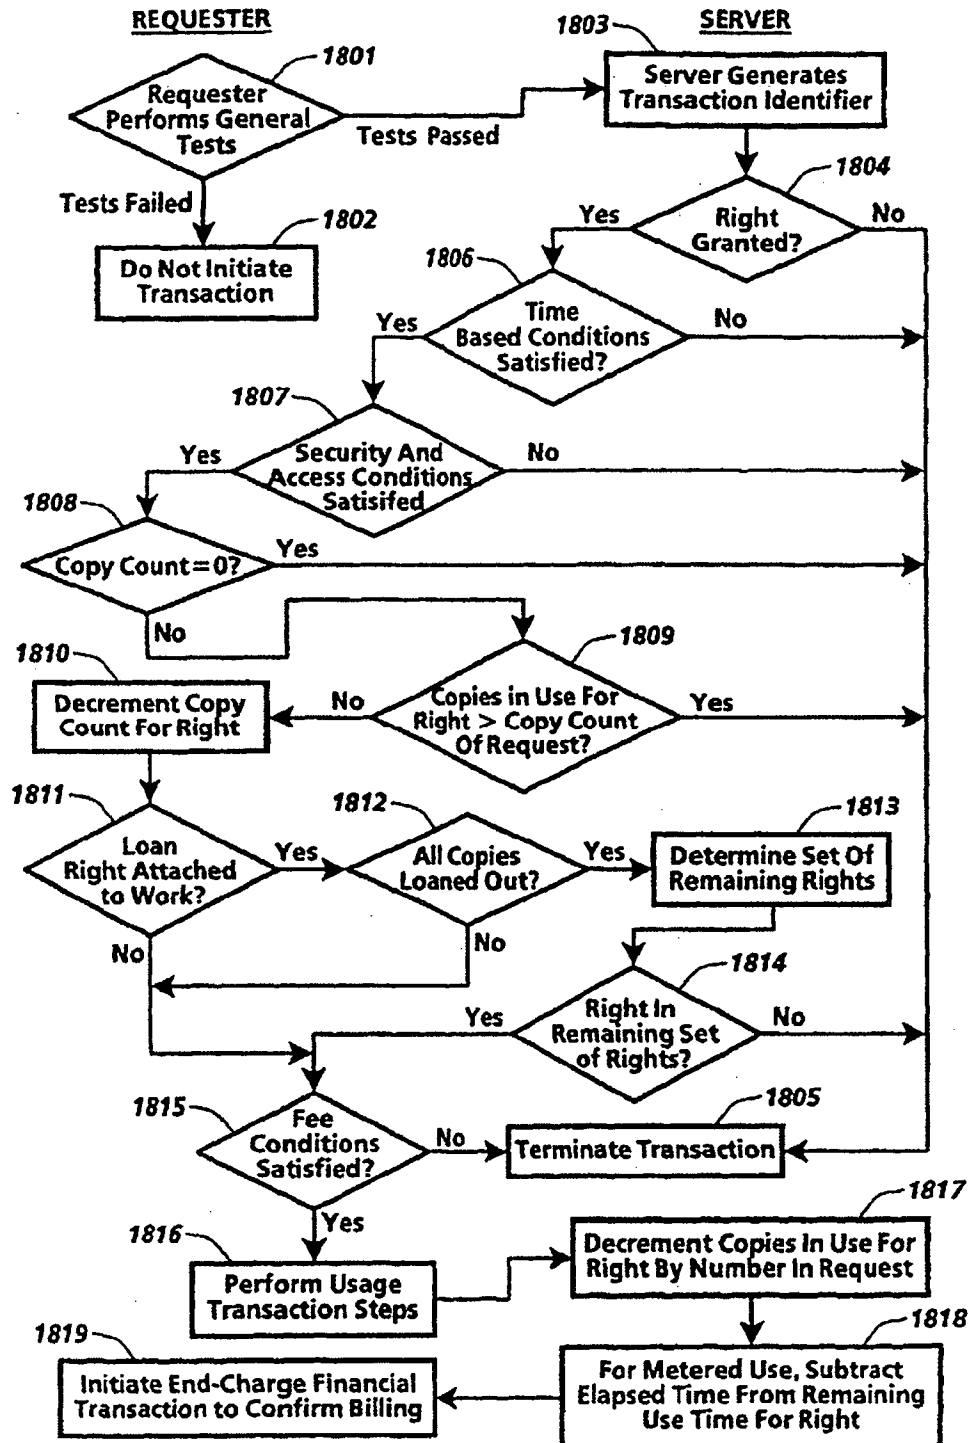 REQUESTER
SERVER
1801
1803
Requester
Performs General
Tests
Tests Passed
Server Generates
Transaction Identifier
Tests Failed
1802
Do Not Initiate
Transaction
1804
Right
Granted?
Yes
No
1806
Time
Based Conditions
Satisfied?
Yes
No
1807
Security And
Access Conditions
Satisifed
Yes
No
1808
Copy Count=0?
Yes
No
1809
Copies in Use For
Right > Copy Count
Of Request?
No
Yes
1810
Decrement Copy
Count For Right
1811
Loan
Right Attached
to Work?
Yes
No
1812
All Copies
Loaned Out?
Yes
No
1813
Determine Set Of
Remaining Rights
1814
Right In
Remaining Set
of Rights?
Yes
No
1815
Fee
Conditions
Satisfied?
No
Yes
1805
Terminate Transaction
1816
Perform Usage
Transaction Steps
1817
Decrement Copies In Use For
Right By Number In Request
1818
For Metered Use, Subtract
Elapsed Time From Remaining
Use Time For Right
1819
Initiate End-Charge Financial
Transaction to Confirm Billing